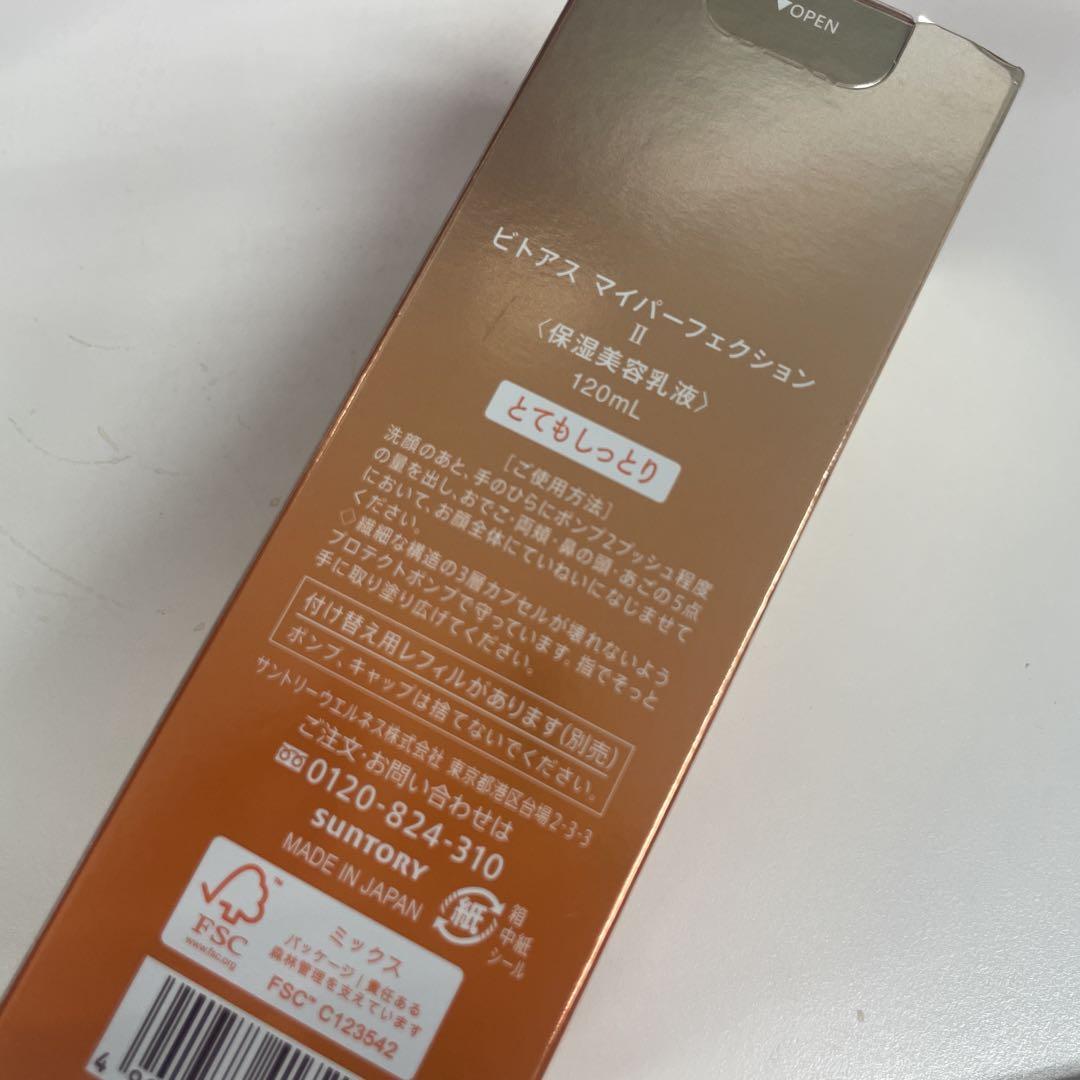 ▼OPEN
ビトアス マイパーフェクション
II
〈保湿美容乳液〉
120mL
とてもしっとり
[ご使用方法]
洗顔のあと、手のひらにポンプ2プッシュ程度
の量を出し、おでこ・両頬・鼻の頭・あごの5点
において、お顔全体にていねいになじませて
ください。
◇繊細な構造の3層カプセルが壊れないよう
プロテクトポンプで守っています。指でそっと
手に取り塗り広げてください。
付け替え用レフィルがあります(別売)
ポンプ、キャップは捨てないでください。
サントリーウエルネス株式会社 東京都港区台場2-3-3
ご注文・お問い合わせは
0120-824-310
SUNTORY
MADE IN JAPAN
紙
箱
中紙
シール
FSC™
www.fsc.org
ミックス
パッケージ|責任ある
森林管理を支えています
FSC™ C123542